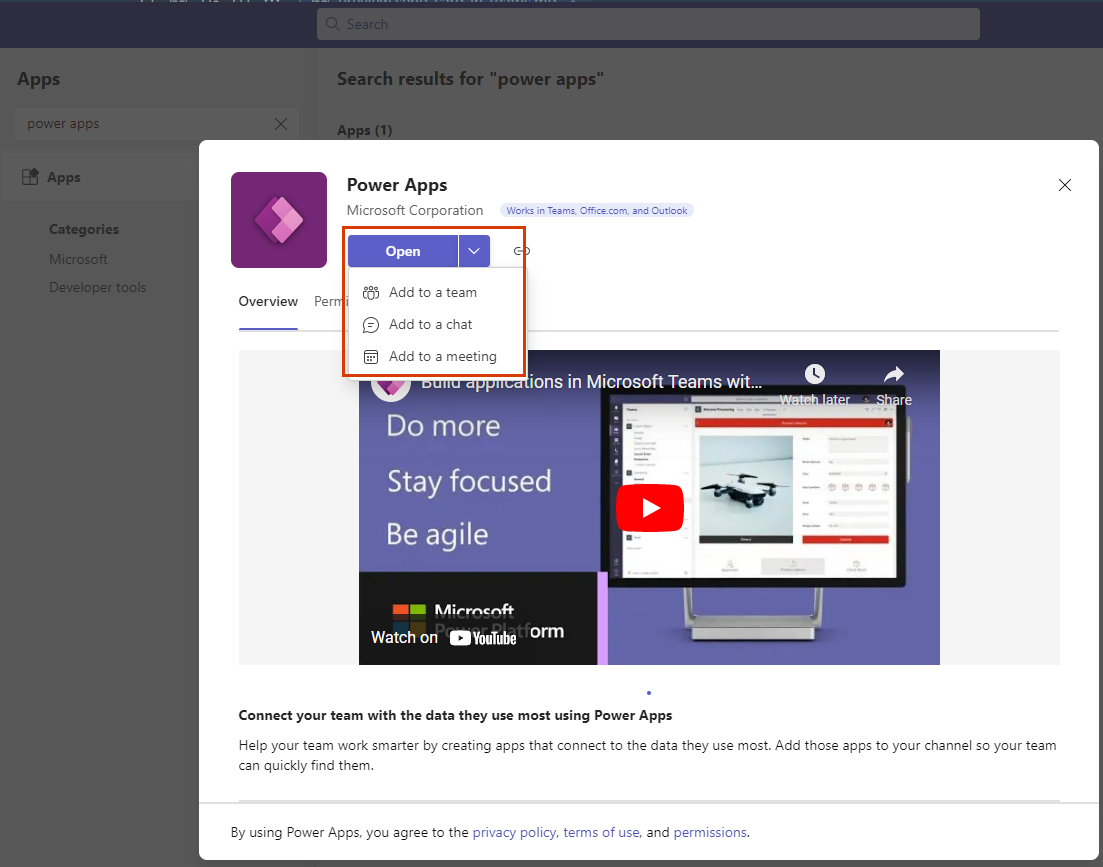 Search
Apps
Search results for "power apps"
power apps
Apps (1)
Apps
Categories
Microsoft
Developer tools
Power Apps
Microsoft Corporation
Works in Teams, Office.com, and Outlook
Open
Add to a team
Add to a chat
Add to a meeting
Overview
Permi
Build applications in Microsoft Teams wit...
Watch later
Share
Do more
Stay focused
Be agile
Microsoft
Power Platform
Watch on YouTube
Connect your team with the data they use most using Power Apps
Help your team work smarter by creating apps that connect to the data they use most. Add those apps to your channel so your team
can quickly find them.
By using Power Apps, you agree to the privacy policy, terms of use, and permissions.